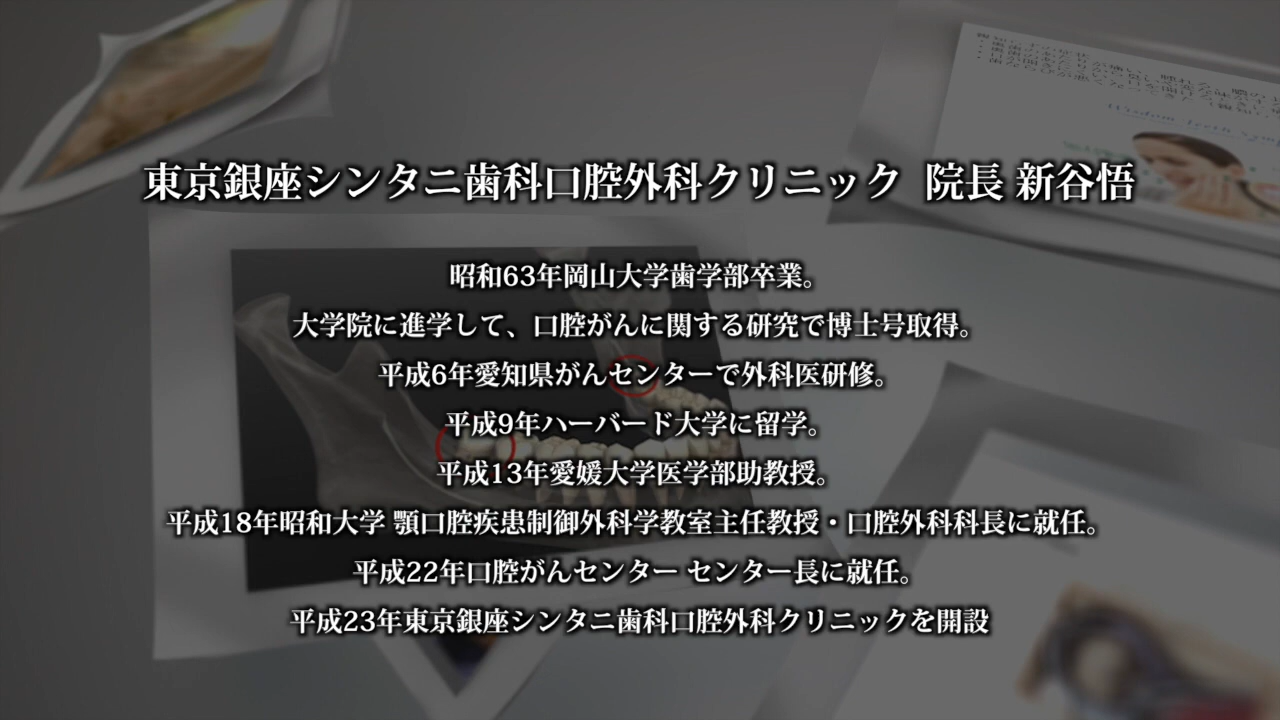 東京銀座シンタニ歯科口腔外科クリニック 院長 新谷悟
昭和63年岡山大学歯学部卒業。
大学院に進学して、口腔がんに関する研究で博士号取得。
平成6年愛知県がんセンターで外科医研修。
平成9年ハーバード大学に留学。
平成13年愛媛大学医学部助教授。
平成18年昭和大学 顎口腔疾患制御外科学教室主任教授・口腔外科科長に就任。
平成22年口腔がんセンター センター長に就任。
平成23年東京銀座シンタニ歯科口腔外科クリニックを開設